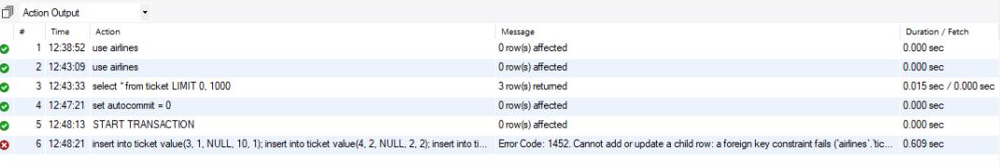 Action Output
# Time Action Message Duration / Fetch
1 12:38:52 use airlines 0 row(s) affected 0.000 sec
2 12:43:09 use airlines 0 row(s) affected 0.000 sec
3 12:43:33 select * from ticket LIMIT 0, 1000 3 row(s) returned 0.015 sec / 0.000 sec
4 12:47:21 set autocommit = 0 0 row(s) affected 0.000 sec
5 12:48:13 START TRANSACTION 0 row(s) affected 0.000 sec
6 12:48:21 insert into ticket value(3, 1, NULL, 10, 1); insert into ticket value(4, 2, NULL, 2, 2); insert into ti... Error Code: 1452. Cannot add or update a child row: a foreign key constraint fails (`airlines`.`tic... 0.609 sec